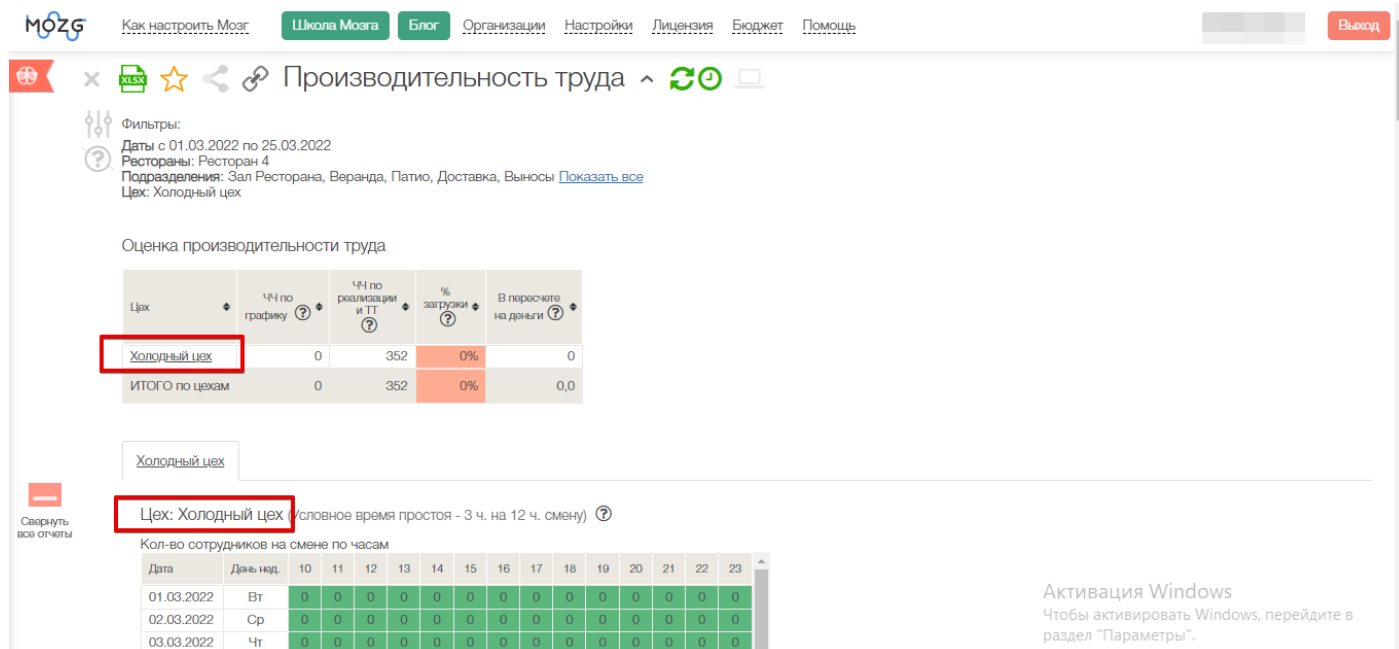 MOZG Как настроить Мозг Школа Мозга Блог Организации Настройки Лицензия Бюджет Помощь Выход
XLSX Производительность труда
Фильтры:
Даты с 01.03.2022 по 25.03.2022
Рестораны: Ресторан 4
Подразделения: Зал Ресторана, Веранда, Патио, Доставка, Выносы Показать все
Цех: Холодный цех
Оценка производительности труда
Цех ЧЧ по графику ? ЧЧ по реализации и ТТ ? % загрузки ? В пересчете на деньги ?
Холодный цех 0 352 0% 0
ИТОГО по цехам 0 352 0% 0,0
Холодный цех
Свернуть
все отчеты
Цех: Холодный цех (Условное время простоя - 3 ч. на 12 ч. смену) ?
Кол-во сотрудников на смене по часам
Дата День нед. 10 11 12 13 14 15 16 17 18 19 20 21 22 23
01.03.2022 Вт 0 0 0 0 0 0 0 0 0 0 0 0 0 0
02.03.2022 Ср 0 0 0 0 0 0 0 0 0 0 0 0 0 0
03.03.2022 Чт 0 0 0 0 0 0 0 0 0 0 0 0 0 0
Активация Windows
Чтобы активировать Windows, перейдите в
раздел "Параметры".